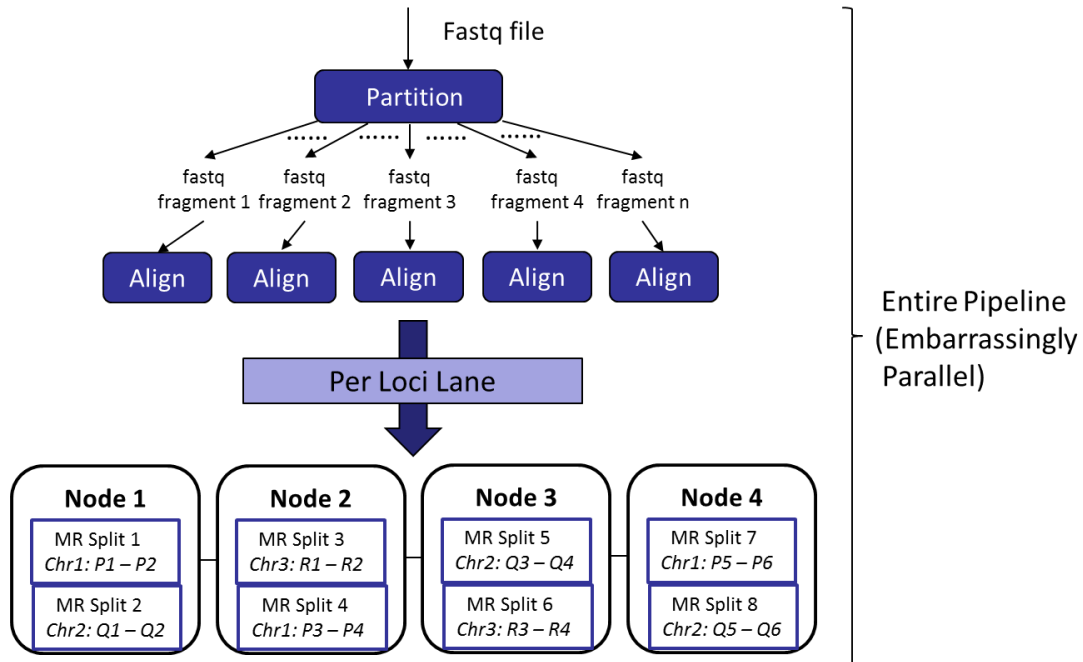 Fastq file
Partition
...... ...... ...... ......
fastq fragment 1
fastq fragment 2
fastq fragment 3
fastq fragment 4
fastq fragment n
Align
Align
Align
Align
Align
Per Loci Lane
Entire Pipeline
(Embarrassingly
Parallel)
Node 1
MR Split 1
Chr1: P1 – P2
MR Split 2
Chr2: Q1 – Q2
Node 2
MR Split 3
Chr3: R1 – R2
MR Split 4
Chr1: P3 – P4
Node 3
MR Split 5
Chr2: Q3 – Q4
MR Split 6
Chr3: R3 – R4
Node 4
MR Split 7
Chr1: P5 – P6
MR Split 8
Chr2: Q5 – Q6